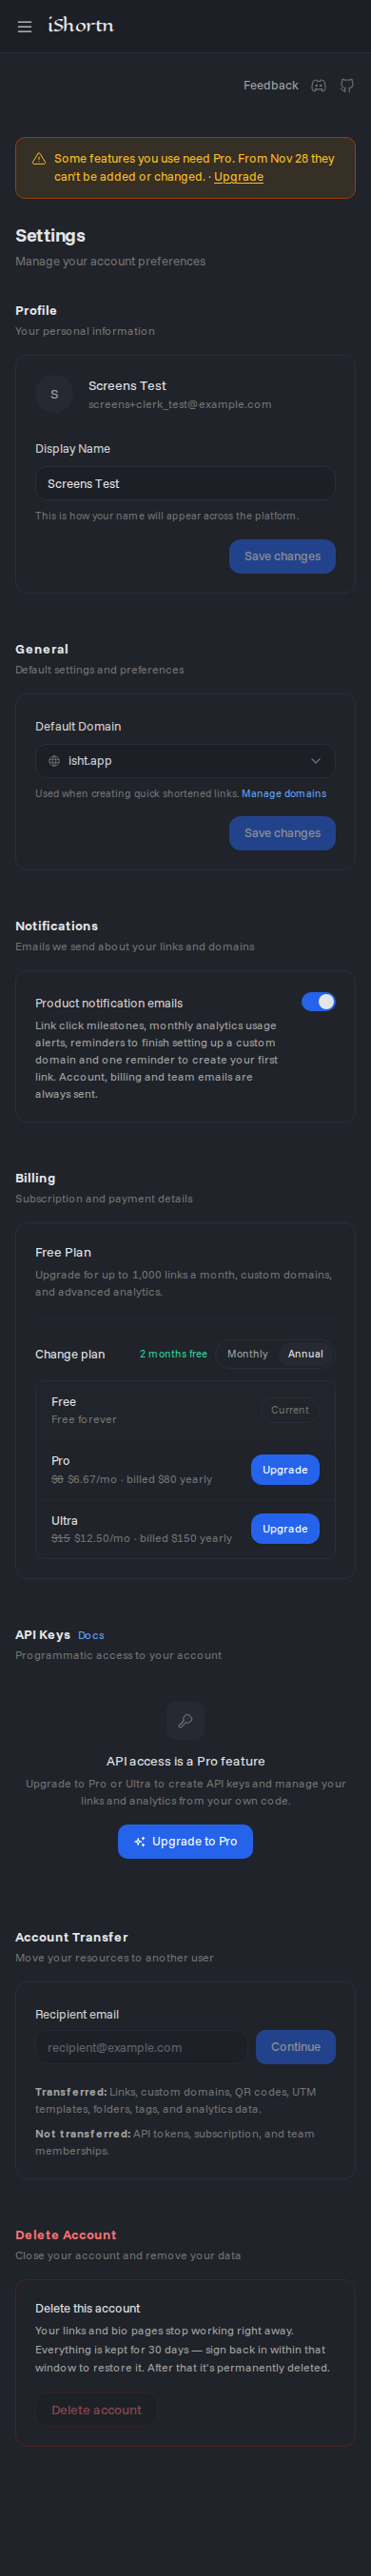 iShortn
Feedback
Some features you use need Pro. From Nov 28 they
can't be added or changed. · Upgrade
Settings
Manage your account preferences
Profile
Your personal information
S
Screens Test
screens+clerk_test@example.com
Display Name
Screens Test
This is how your name will appear across the platform.
Save changes
General
Default settings and preferences
Default Domain
isht.app
Used when creating quick shortened links. Manage domains
Save changes
Notifications
Emails we send about your links and domains
Product notification emails
Link click milestones, monthly analytics usage
alerts, reminders to finish setting up a custom
domain and one reminder to create your first
link. Account, billing and team emails are
always sent.
Billing
Subscription and payment details
Free Plan
Upgrade for up to 1,000 links a month, custom domains,
and advanced analytics.
Change plan
2 months free
Monthly
Annual
Free
Free forever
Current
Pro
$8 $6.67/mo · billed $80 yearly
Upgrade
Ultra
$15 $12.50/mo · billed $150 yearly
Upgrade
API Keys Docs
Programmatic access to your account
API access is a Pro feature
Upgrade to Pro or Ultra to create API keys and manage your
links and analytics from your own code.
Upgrade to Pro
Account Transfer
Move your resources to another user
Recipient email
recipient@example.com
Continue
Transferred: Links, custom domains, QR codes, UTM
templates, folders, tags, and analytics data.
Not transferred: API tokens, subscription, and team
memberships.
Delete Account
Close your account and remove your data
Delete this account
Your links and bio pages stop working right away.
Everything is kept for 30 days — sign back in within that
window to restore it. After that it's permanently deleted.
Delete account